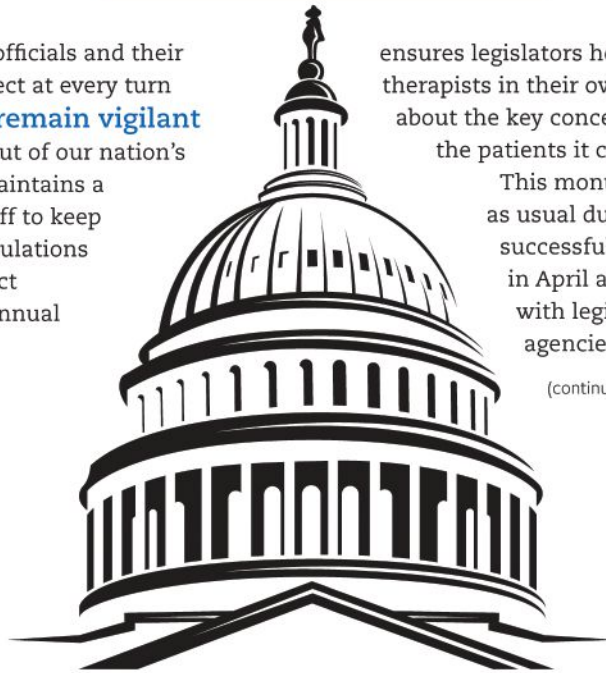 officials and their
ect at every turn
remain vigilant
ut of our nation's
aintains a
ff to keep
ulations
ct
nnual
ensures legislators he
therapists in their ow
about the key conce
the patients it c
This mont
as usual du
successfu
in April a
with legi
agencie
(continu